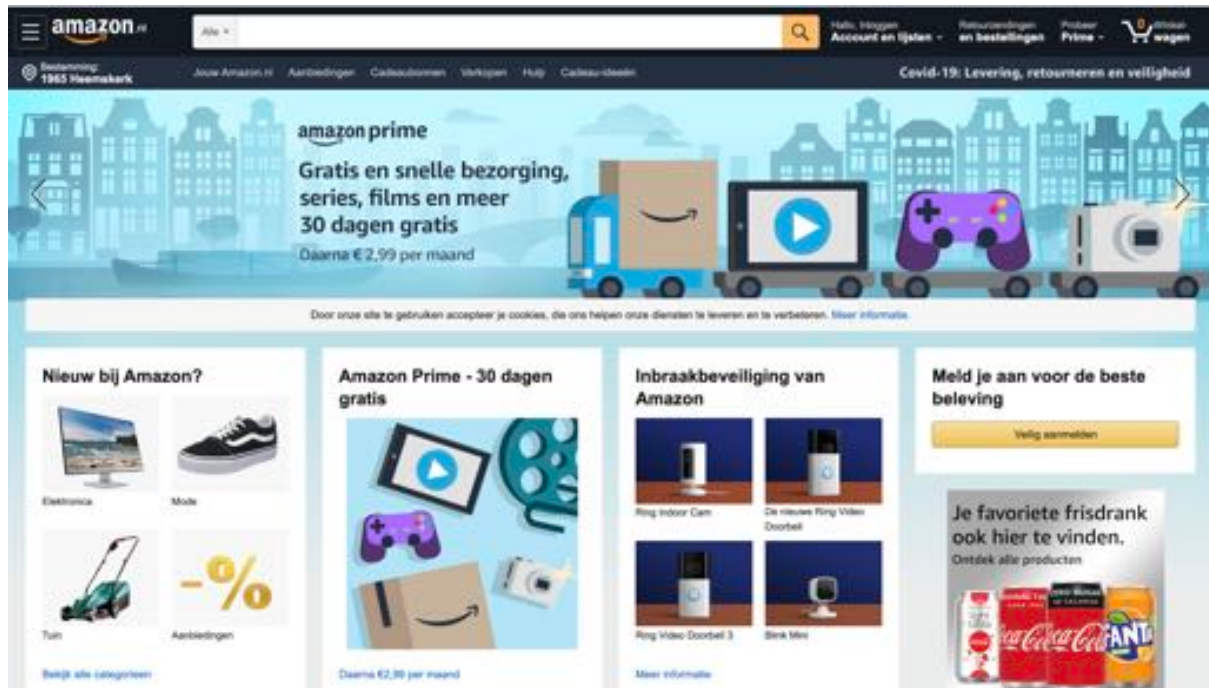 amazon.nl
Alle
Hallo, Inloggen
Account en lijsten
Retourzendingen
en bestellingen
Probeer
Prime
0
Winkel
wagen
Bestemming:
1965 Heemskerk
Jouw Amazon.nl Aanbiedingen Cadeaubonnen Verkopen Hulp Cadeau-ideeën
Covid-19: Levering, retourneren en veiligheid
amazon prime
Gratis en snelle bezorging,
series, films en meer
30 dagen gratis
Daarna € 2,99 per maand
Door onze site te gebruiken accepteer je cookies, die ons helpen onze diensten te leveren en te verbeteren. Meer informatie.
Nieuw bij Amazon?
Elektronica
Mode
Tuin
-%
Aanbiedingen
Bekijk alle categorieën
Amazon Prime - 30 dagen
gratis
Daarna €2,99 per maand
Inbraakbeveiliging van
Amazon
Ring Indoor Cam
De nieuwe Ring Video
Doorbell
Ring Video Doorbell 3
Blink Mini
Meer informatie
Meld je aan voor de beste
beleving
Veilig aanmelden
Je favoriete frisdrank
ook hier te vinden.
Ontdek alle producten
Coca-Cola
FANTA